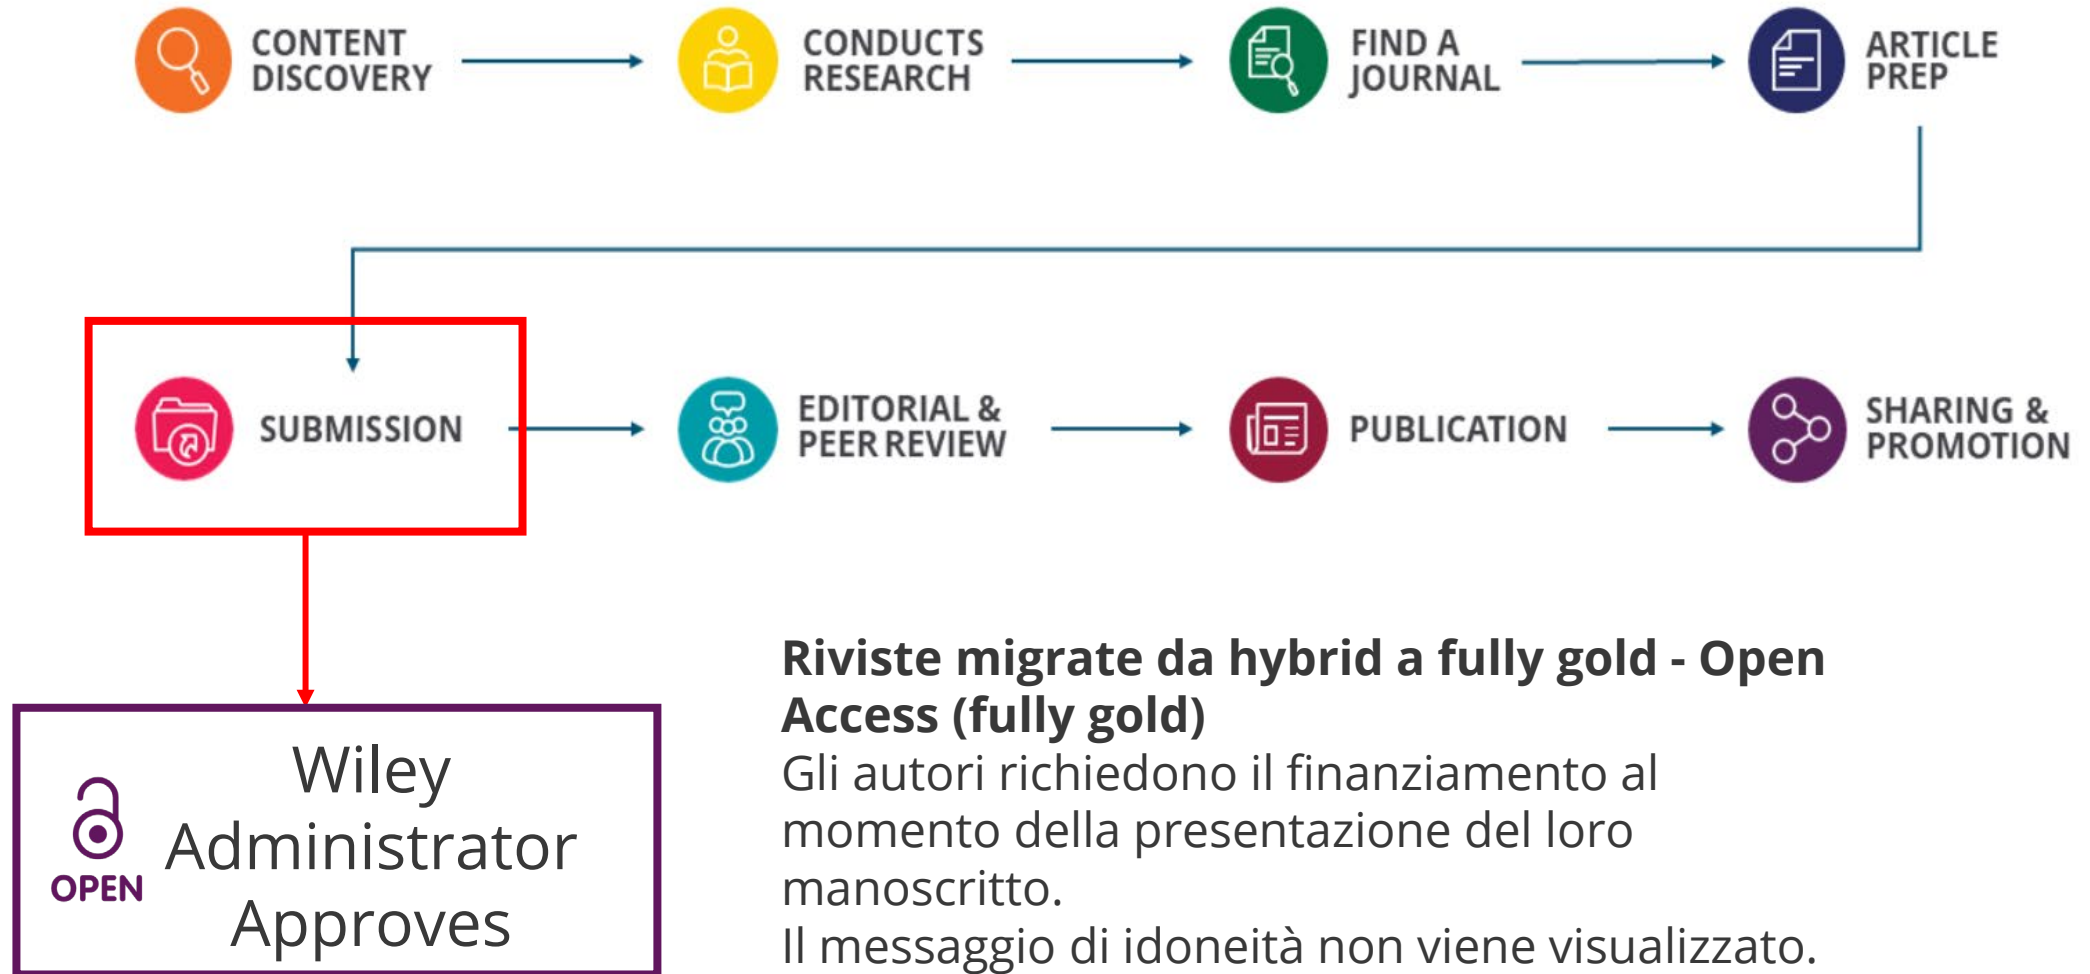 CONTENT
DISCOVERY
CONDUCTS
RESEARCH
FIND A
JOURNAL
ARTICLE
PREP
SUBMISSION
EDITORIAL &
PEER REVIEW
PUBLICATION
SHARING &
PROMOTION
OPEN
Wiley
Administrator
Approves
Riviste migrate da hybrid a fully gold - Open
Access (fully gold)
Gli autori richiedono il finanziamento al
momento della presentazione del loro
manoscritto.
Il messaggio di idoneità non viene visualizzato.